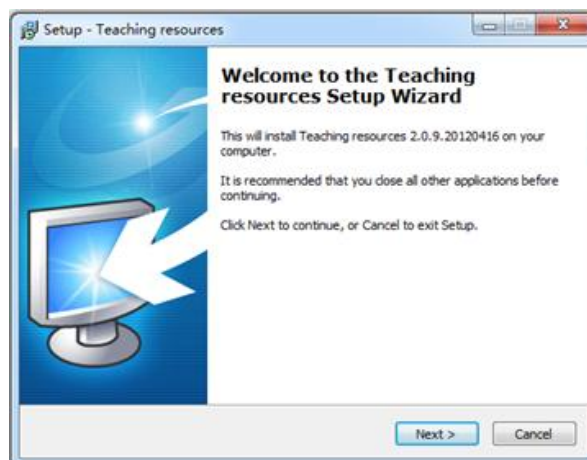 Setup - Teaching resources
Welcome to the Teaching
resources Setup Wizard
This will install Teaching resources 2.0.9.20120416 on your
computer.
It is recommended that you close all other applications before
continuing.
Click Next to continue, or Cancel to exit Setup.
Next >
Cancel